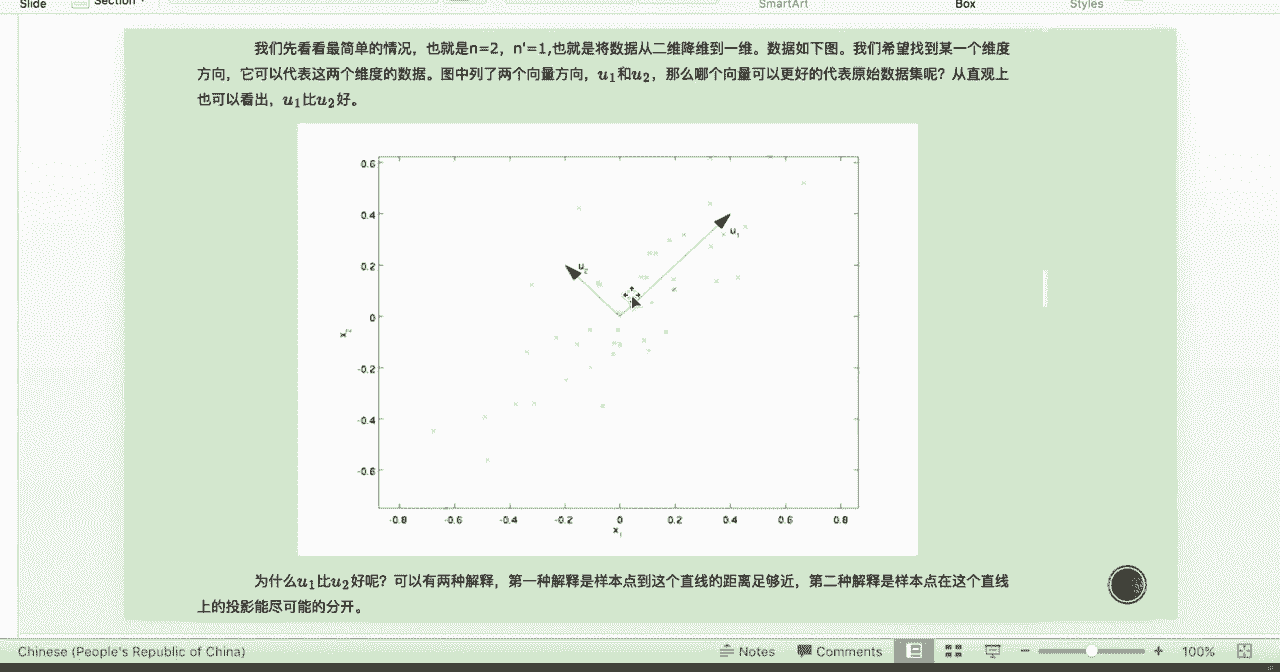 Slide
Section
SmartArt
Box
Styles
我们先看看最简单的情况，也就是n=2，n'=1,也就是将数据从二维降维到一维。数据如下图。我们希望找到某一个维度
方向，它可以代表这两个维度的数据。图中列了两个向量方向，u1和u2，那么哪个向量可以更好的代表原始数据集呢？从直观上
也可以看出，u1比u2好。
0.6
0.4
u1
0.2
u2
0
x2
-0.2
-0.4
-0.6
-0.8 -0.6 -0.4 -0.2 0 0.2 0.4 0.6 0.8
x1
为什么u1比u2好呢？可以有两种解释，第一种解释是样本点到这个直线的距离足够近，第二种解释是样本点在这个直线
上的投影能尽可能的分开。
Chinese (People's Republic of China)
Notes
Comments
100%